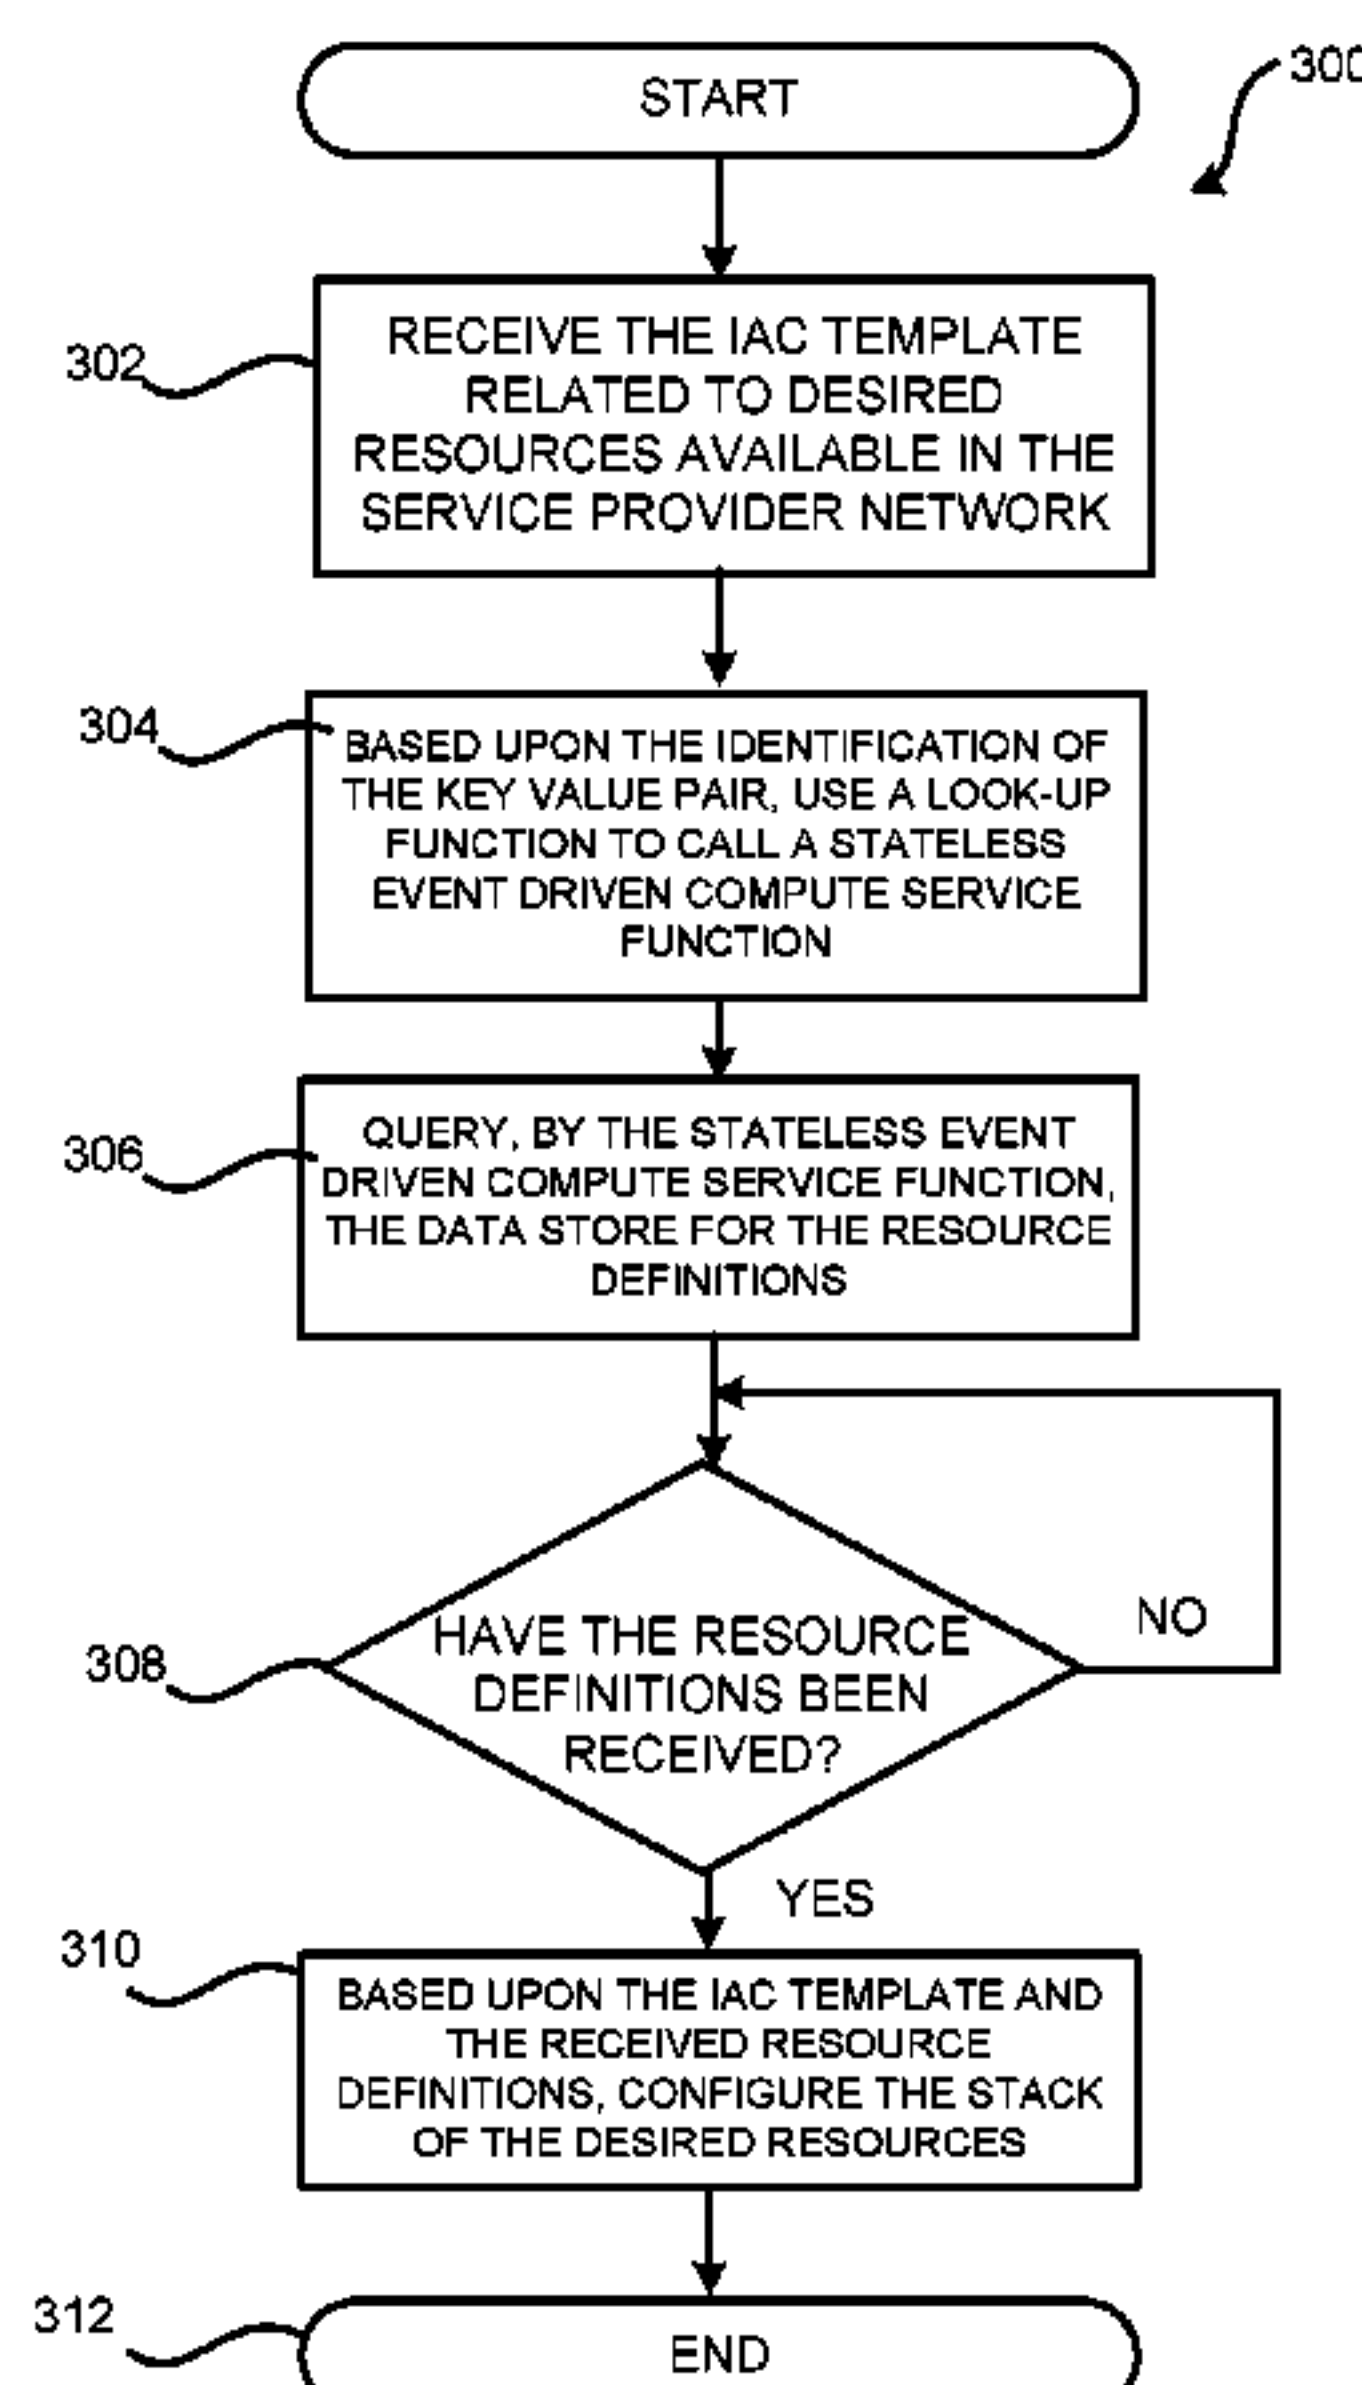 START
300
302
RECEIVE THE IAC TEMPLATE
RELATED TO DESIRED
RESOURCES AVAILABLE IN THE
SERVICE PROVIDER NETWORK
304
BASED UPON THE IDENTIFICATION OF
THE KEY VALUE PAIR, USE A LOOK-UP
FUNCTION TO CALL A STATELESS
EVENT DRIVEN COMPUTE SERVICE
FUNCTION
306
QUERY, BY THE STATELESS EVENT
DRIVEN COMPUTE SERVICE FUNCTION,
THE DATA STORE FOR THE RESOURCE
DEFINITIONS
308
HAVE THE RESOURCE
DEFINITIONS BEEN
RECEIVED?
NO
YES
310
BASED UPON THE IAC TEMPLATE AND
THE RECEIVED RESOURCE
DEFINITIONS, CONFIGURE THE STACK
OF THE DESIRED RESOURCES
312
END